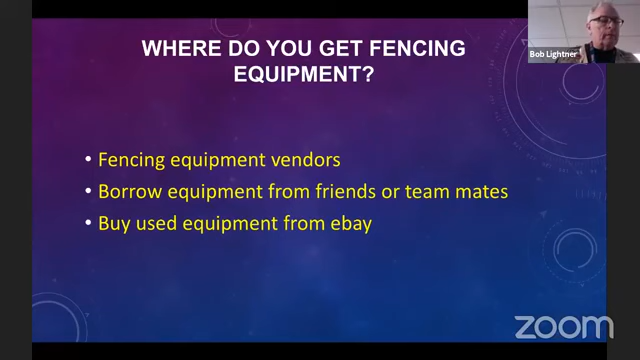 WHERE DO YOU GET FENCING
EQUIPMENT?
Bob Lightner
• Fencing equipment vendors
• Borrow equipment from friends or team mates
• Buy used equipment from ebay
zoom